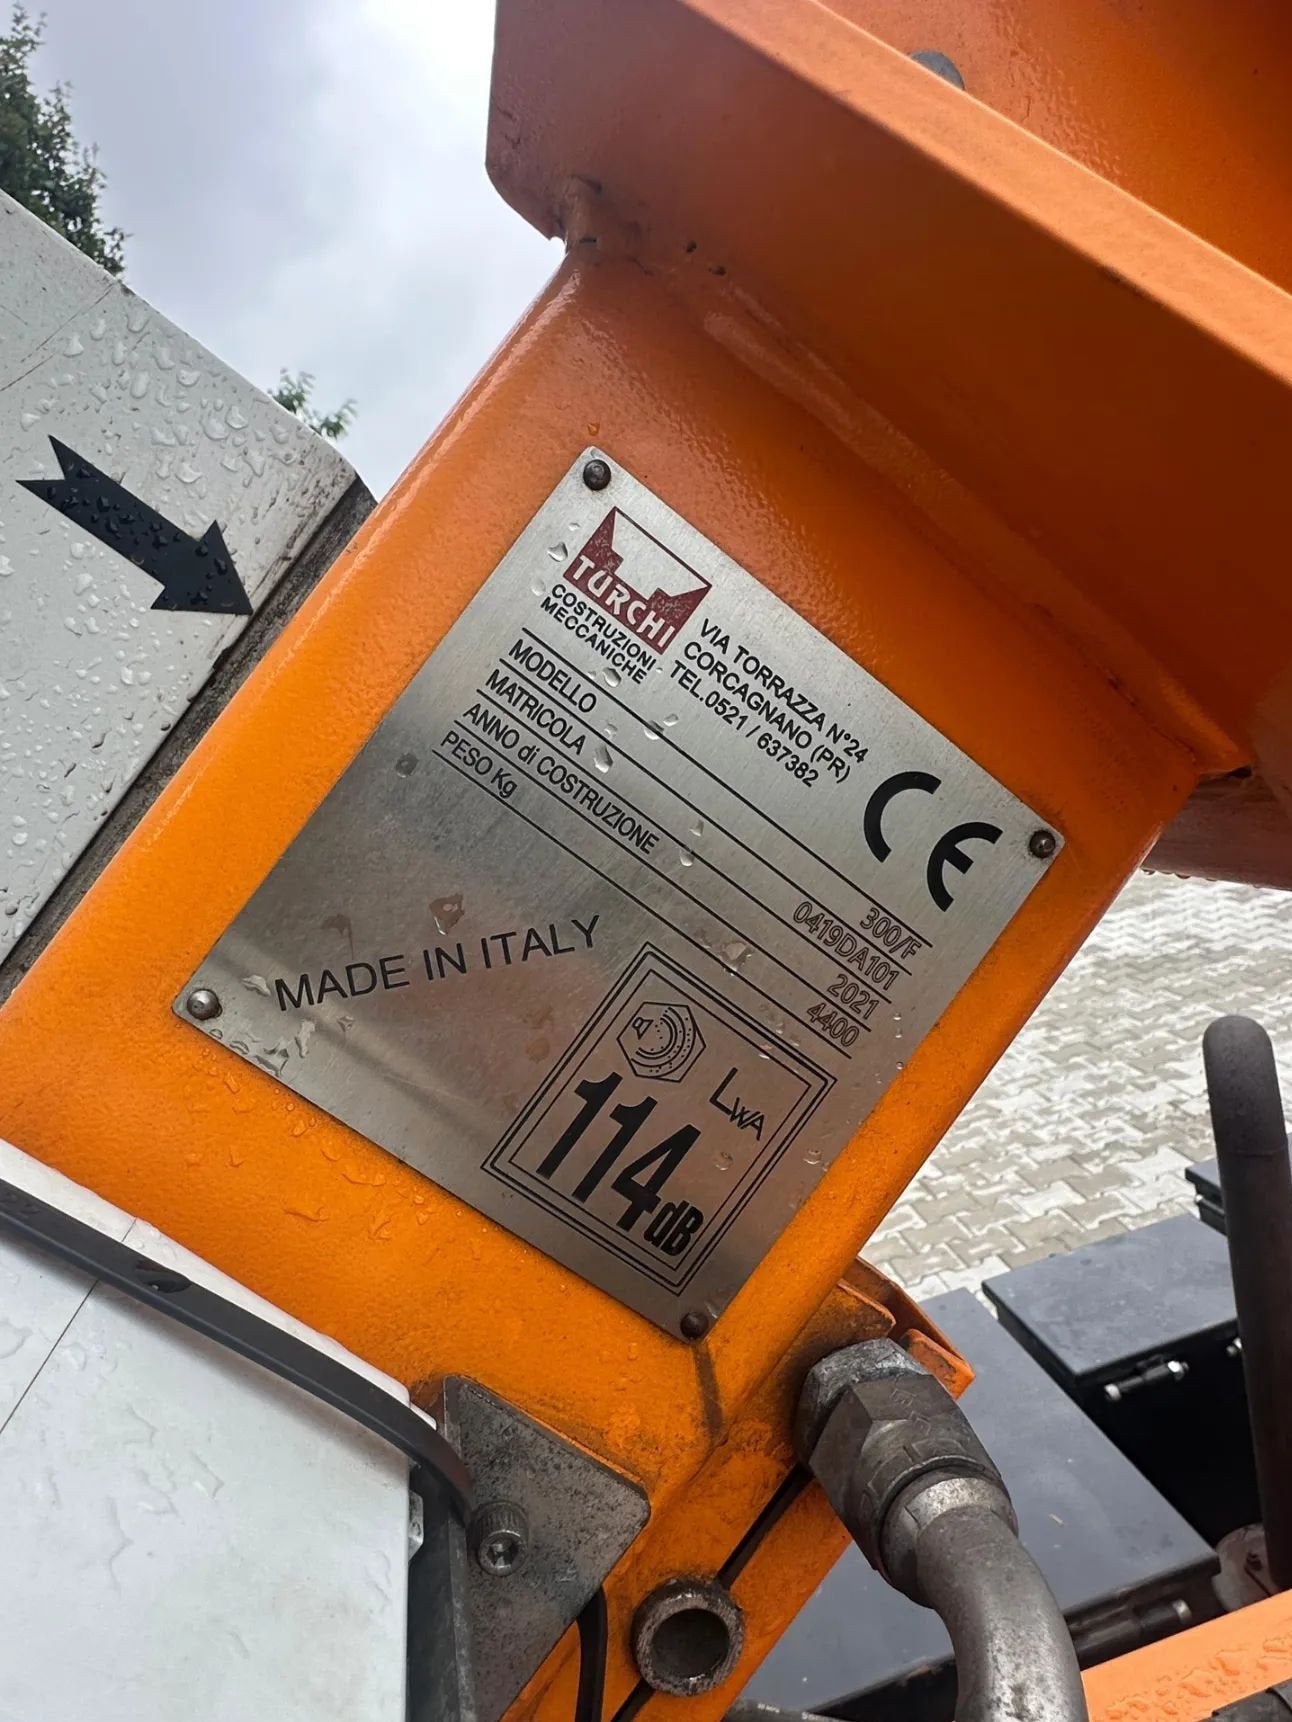 TURCHI
COSTRUZIONI
MECCANICHE
VIA TORRAZZA N°24
CORCAGNANO (PR)
TEL.0521 / 637382
CE
MODELLO 300/F
MATRICOLA 0419DA101
ANNO di COSTRUZIONE 2021
PESO Kg 4400
MADE IN ITALY
LWA
114dB